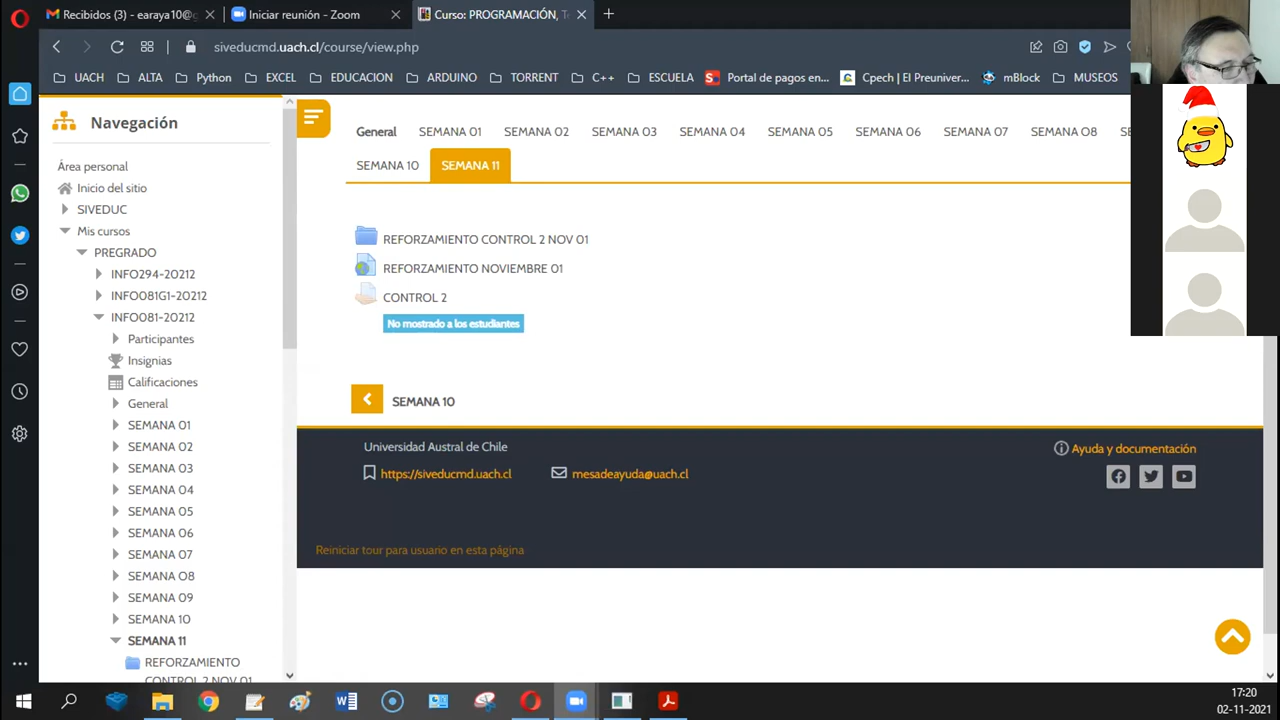 Recibidos (3) - earaya10@g
Iniciar reunión - Zoom
Curso: PROGRAMACIÓN, T
siveducmd.uach.cl/course/view.php
UACH
ALTA
Python
EXCEL
EDUCACION
ARDUINO
TORRENT
C++
ESCUELA
Portal de pagos en...
Cpech | El Preuniver...
mBlock
MUSEOS
Navegación
Área personal
Inicio del sitio
SIVEDUC
Mis cursos
PREGRADO
INFO294-20212
INFO081G1-20212
INFO081-20212
Participantes
Insignias
Calificaciones
General
SEMANA 01
SEMANA 02
SEMANA 03
SEMANA 04
SEMANA 05
SEMANA 06
SEMANA 07
SEMANA O8
SEMANA 09
SEMANA 10
SEMANA 11
REFORZAMIENTO
CONTROL 2 NOV 01
General SEMANA 01 SEMANA 02 SEMANA 03 SEMANA 04 SEMANA 05 SEMANA 06 SEMANA 07 SEMANA O8
SEMANA 10 SEMANA 11
REFORZAMIENTO CONTROL 2 NOV 01
REFORZAMIENTO NOVIEMBRE 01
CONTROL 2
No mostrado a los estudiantes
SEMANA 10
Universidad Austral de Chile
https://siveducmd.uach.cl mesadeayuda@uach.cl
Ayuda y documentación
Reiniciar tour para usuario en esta página
17:20
02-11-2021